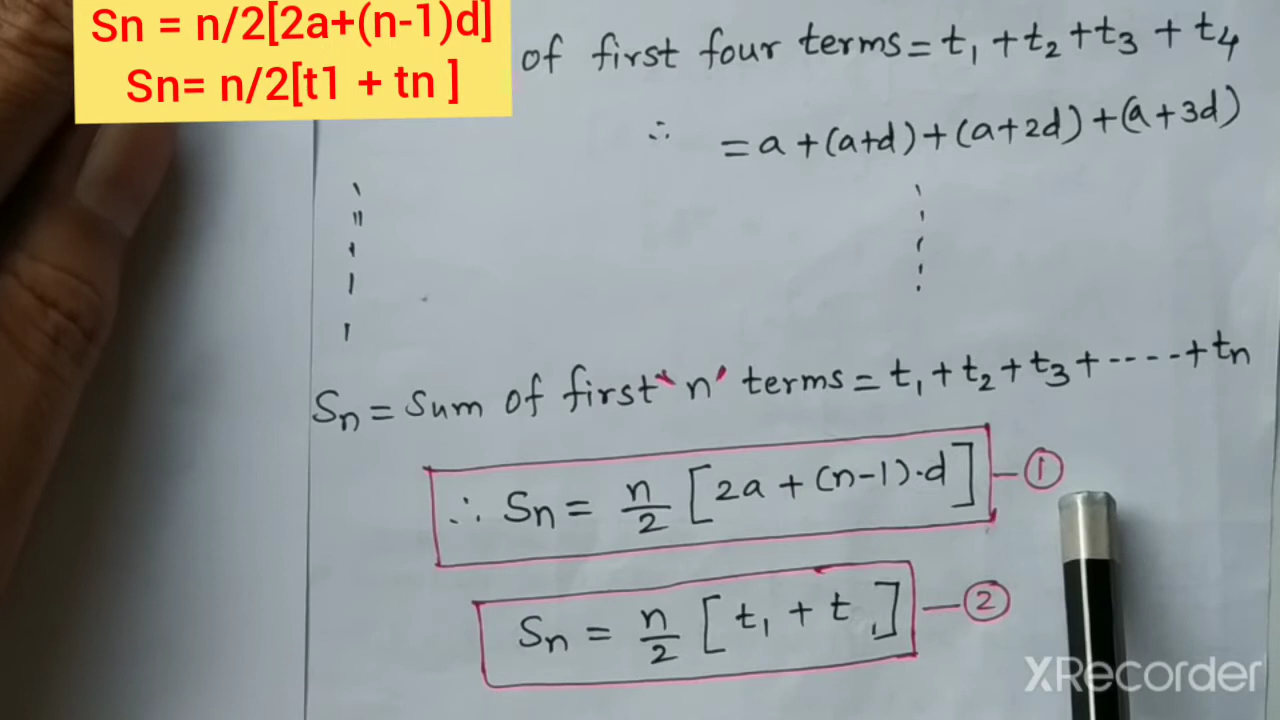 Sn = n/2[2a+(n-1)d]
Sn= n/2[t1 + tn ]
of first four terms = t₁ + t₂ + t₃ + t₄
∴ = a + (a+d) + (a+2d) + (a+3d)
Sn = Sum of first "n" terms = t₁ + t₂ + t₃ + ----- + tn
∴ Sn = n/2 [2a + (n-1)·d] — ①
Sn = n/2 [t₁ + t ] — ②
XRecorder